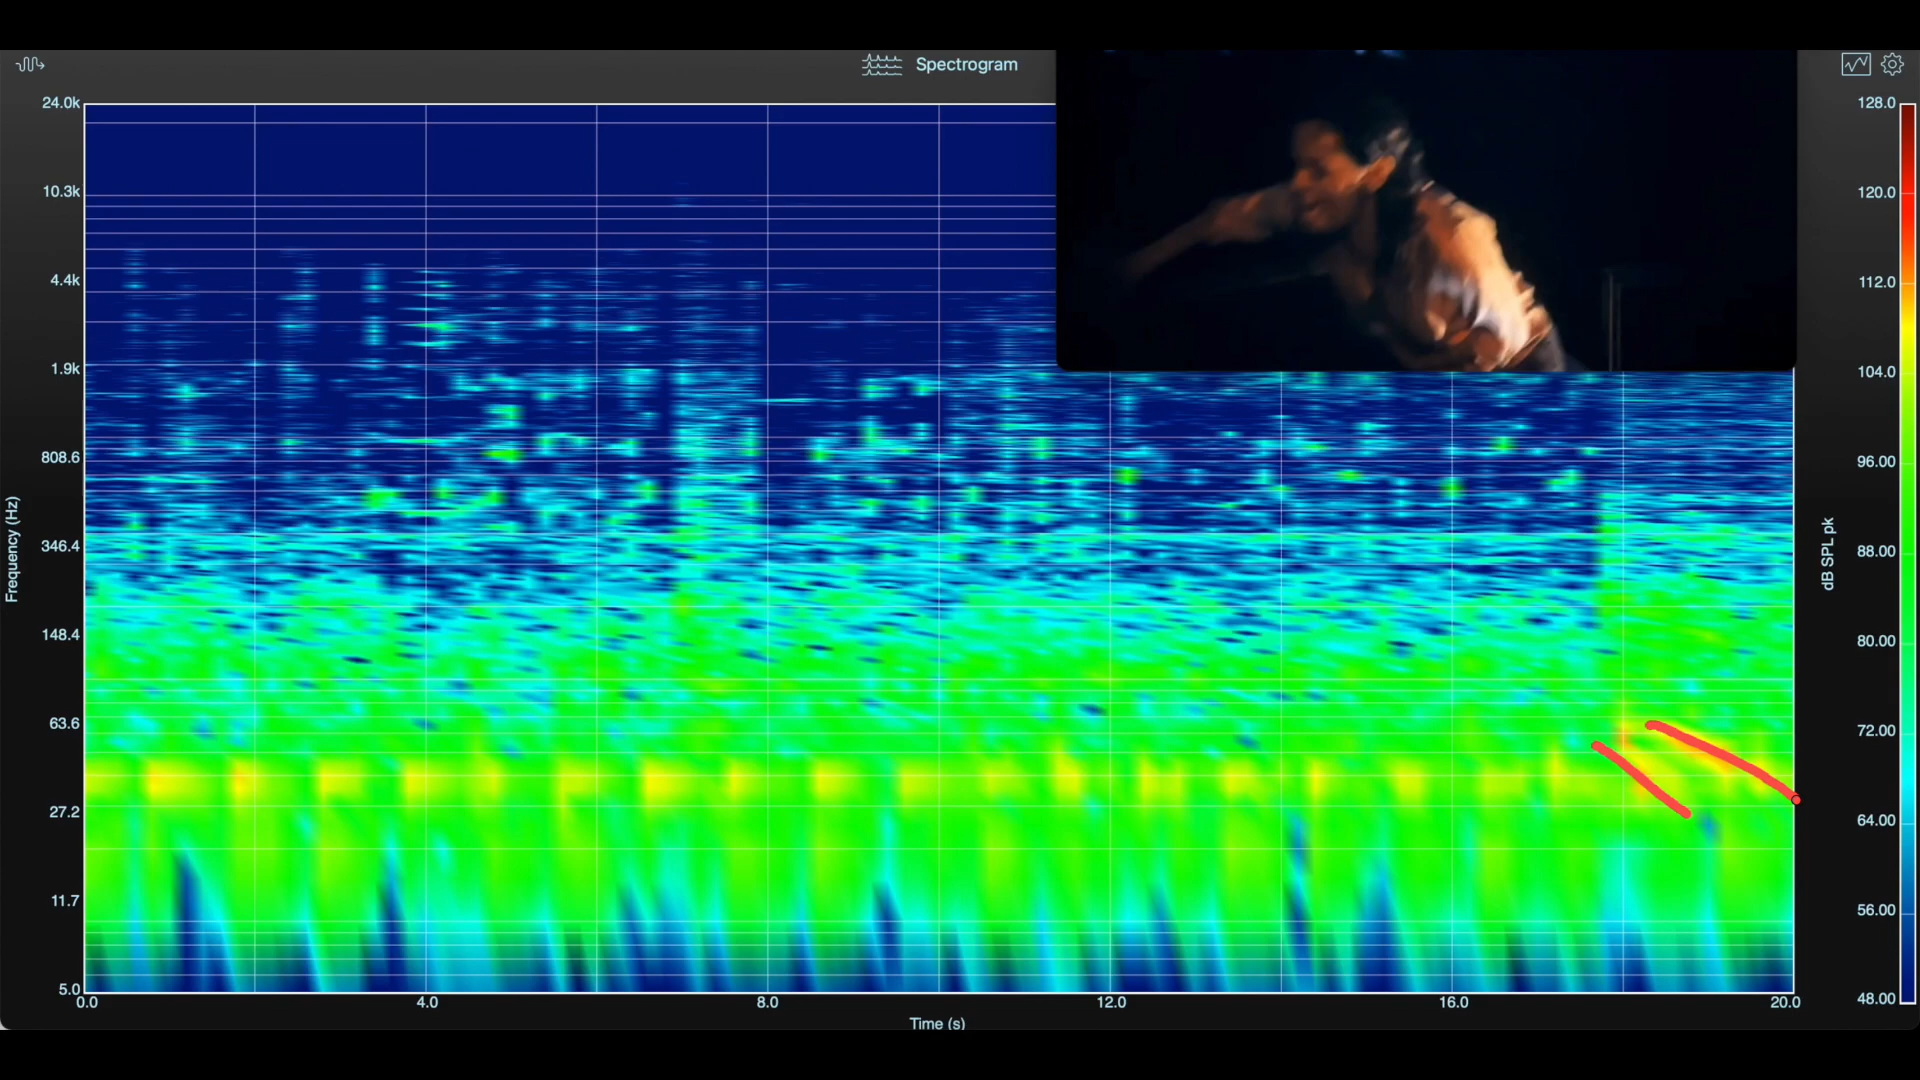 Spectrogram
24.0k
10.3k
4.4k
1.9k
808.6
346.4
148.4
63.6
27.2
11.7
5.0
Frequency (Hz)
0.0 4.0 8.0 12.0 16.0 20.0
Time (s)
128.0
120.0
112.0
104.0
96.00
88.00
80.00
72.00
64.00
56.00
48.00
dB SPL pk